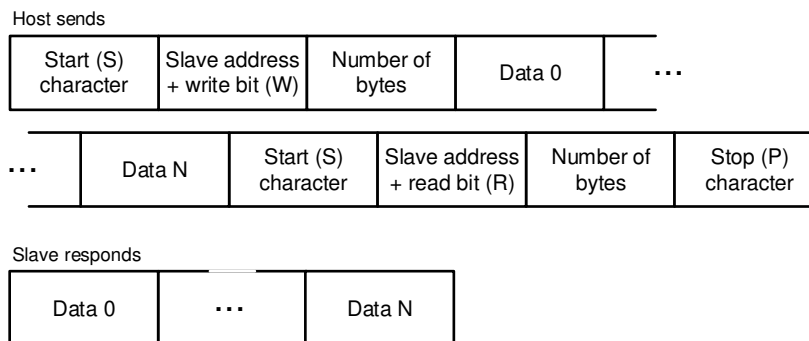 Host sends
Start (S) character
Slave address + write bit (W)
Number of bytes
Data 0
...
...
Data N
Start (S) character
Slave address + read bit (R)
Number of bytes
Stop (P) character
Slave responds
Data 0
...
Data N